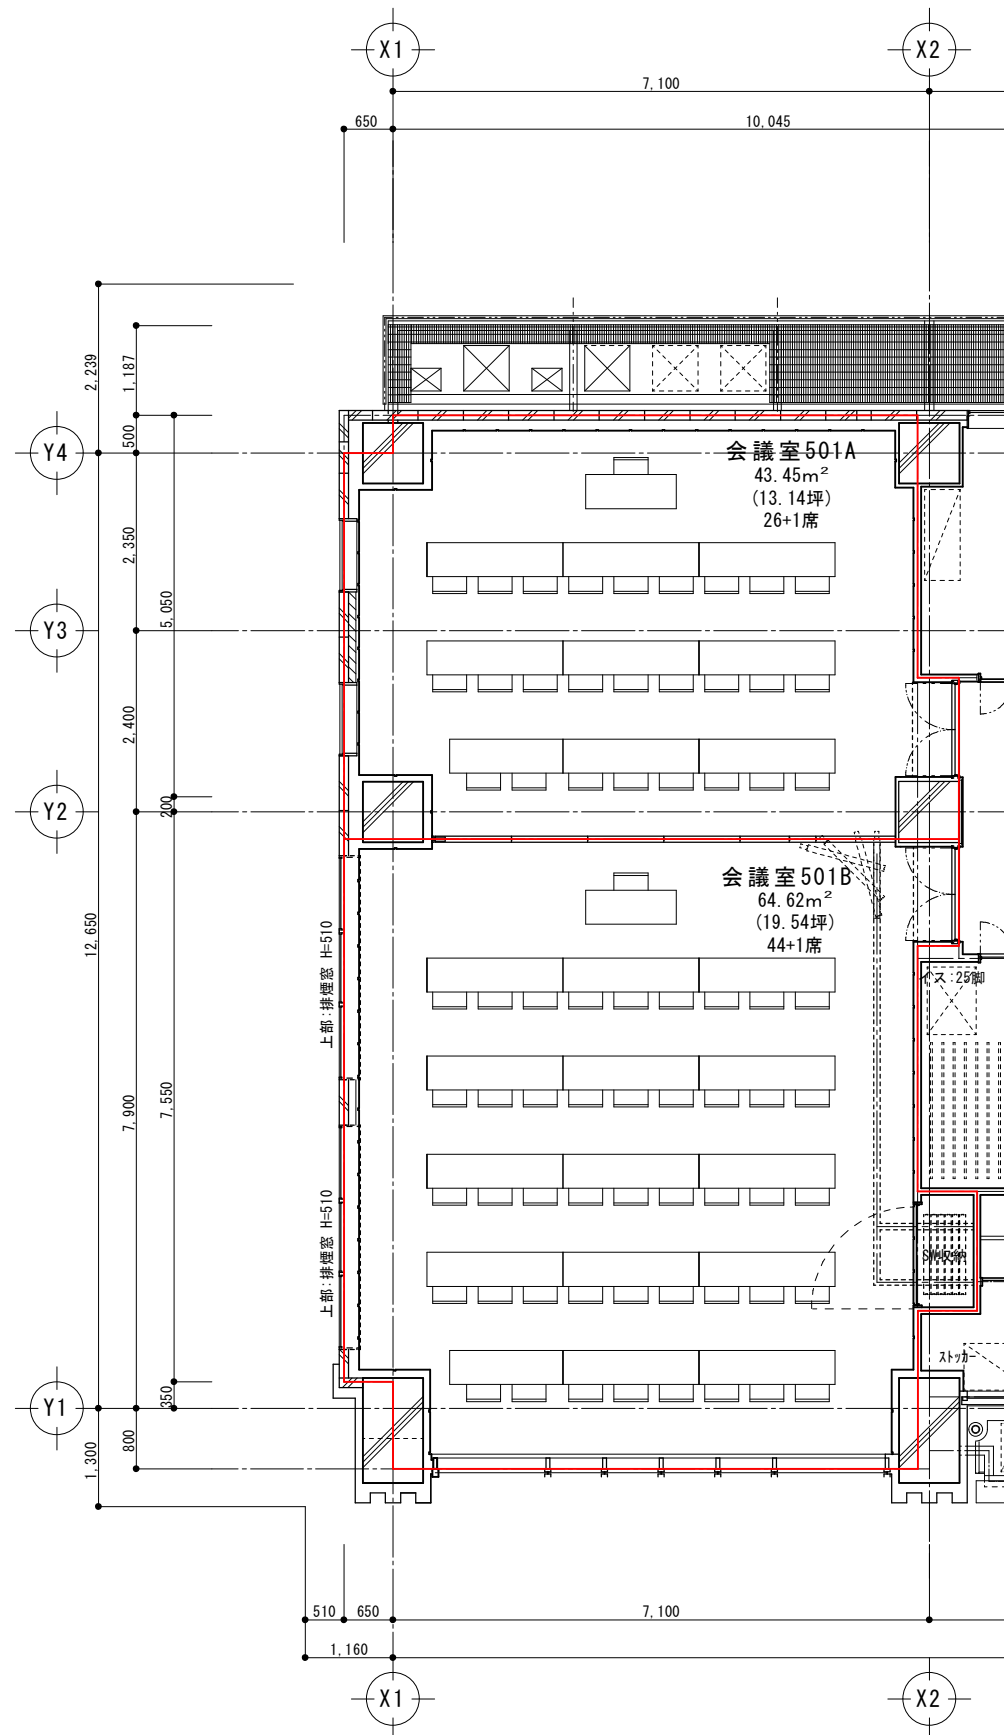 X1
X2
7,100
650
10,045
2,239
1,187
500
Y4
会議室501A
43.45m²
(13.14坪)
26+1席
2,350
5,050
Y3
2,400
200
Y2
会議室501B
64.62m²
(19.54坪)
44+1席
12,650
上部:排煙窓 H=510
イス:25脚
7,900
7,550
上部:排煙窓 H=510
SW収納
ストッカー
350
Y1
800
1,300
510
650
7,100
1,160
X1
X2